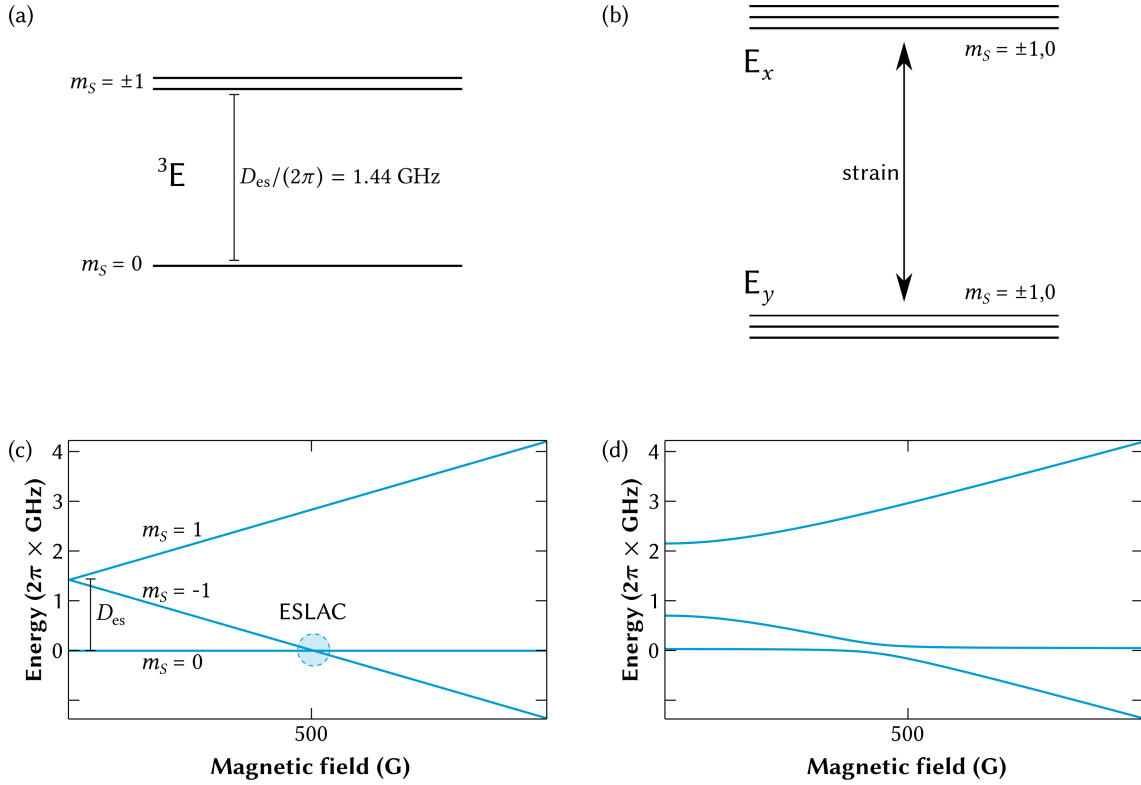 (a)
m_S = ±1
³E
D_es/(2π) = 1.44 GHz
m_S = 0
(b)
E_x
m_S = ±1,0
strain
E_y
m_S = ±1,0
(c)
Energy (2π × GHz)
4
3
2
1
0
m_S = 1
m_S = -1
D_es
ESLAC
m_S = 0
500
Magnetic field (G)
(d)
Energy (2π × GHz)
4
3
2
1
0
500
Magnetic field (G)